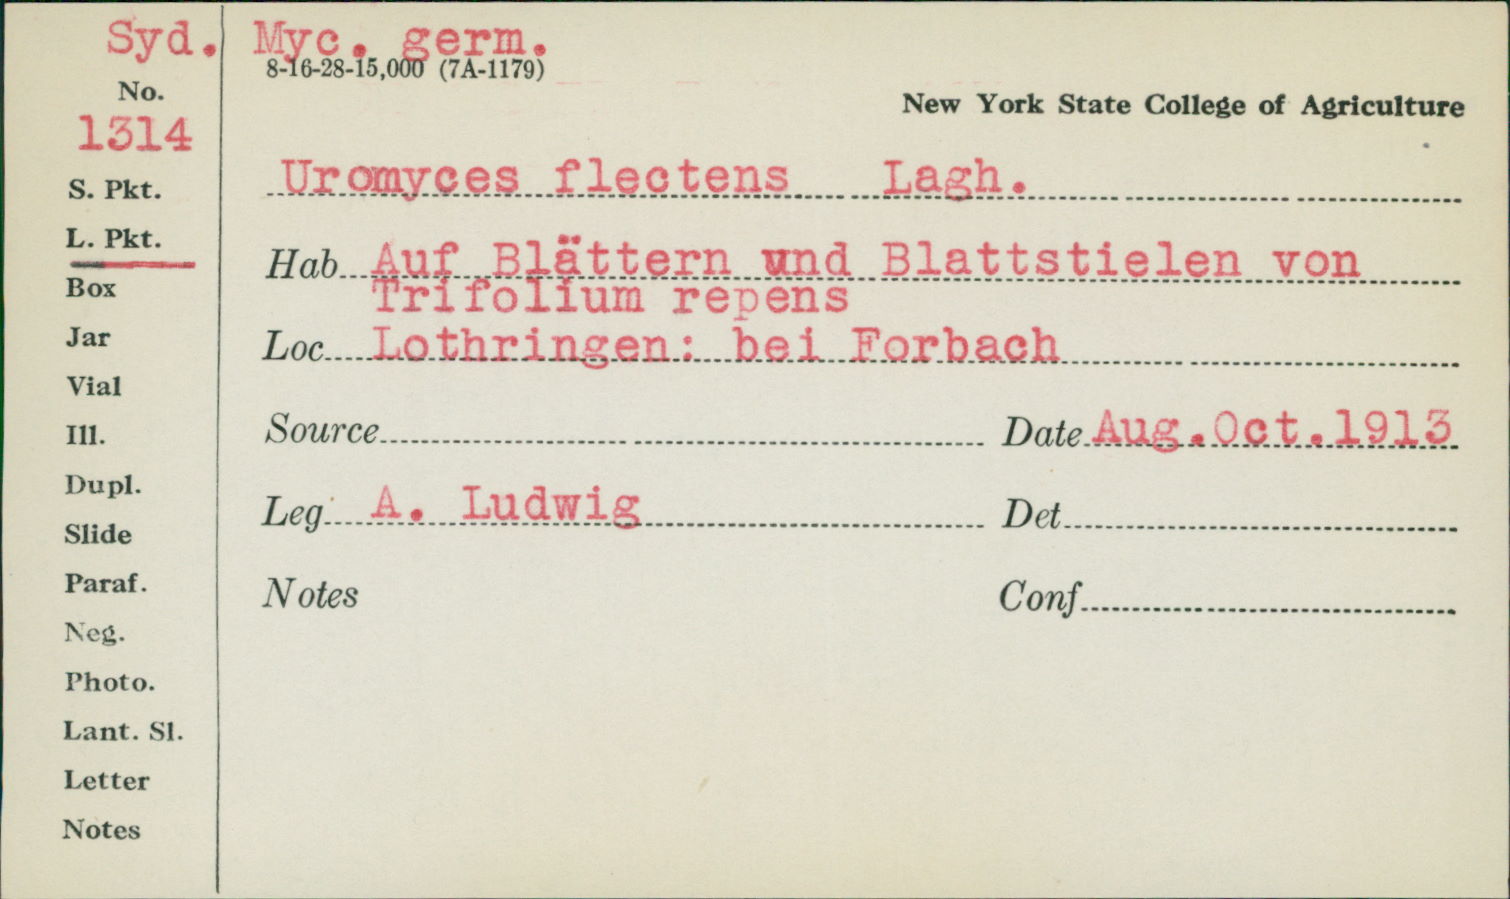 Syd. Myc. germ.
8-16-28-15,000 (7A-1179)
No.
New York State College of Agriculture
1314
Uromyces flectens Lagh.
S. Pkt.
L. Pkt.
Hab Auf Blättern und Blattstielen von
Trifolium repens
Box
Jar
Loc Lothringen: bei Forbach
Vial
Ill.
Source Date Aug.Oct.1913
Dupl.
Leg A. Ludwig Det
Slide
Paraf.
Notes Conf
Neg.
Photo.
Lant. Sl.
Letter
Notes